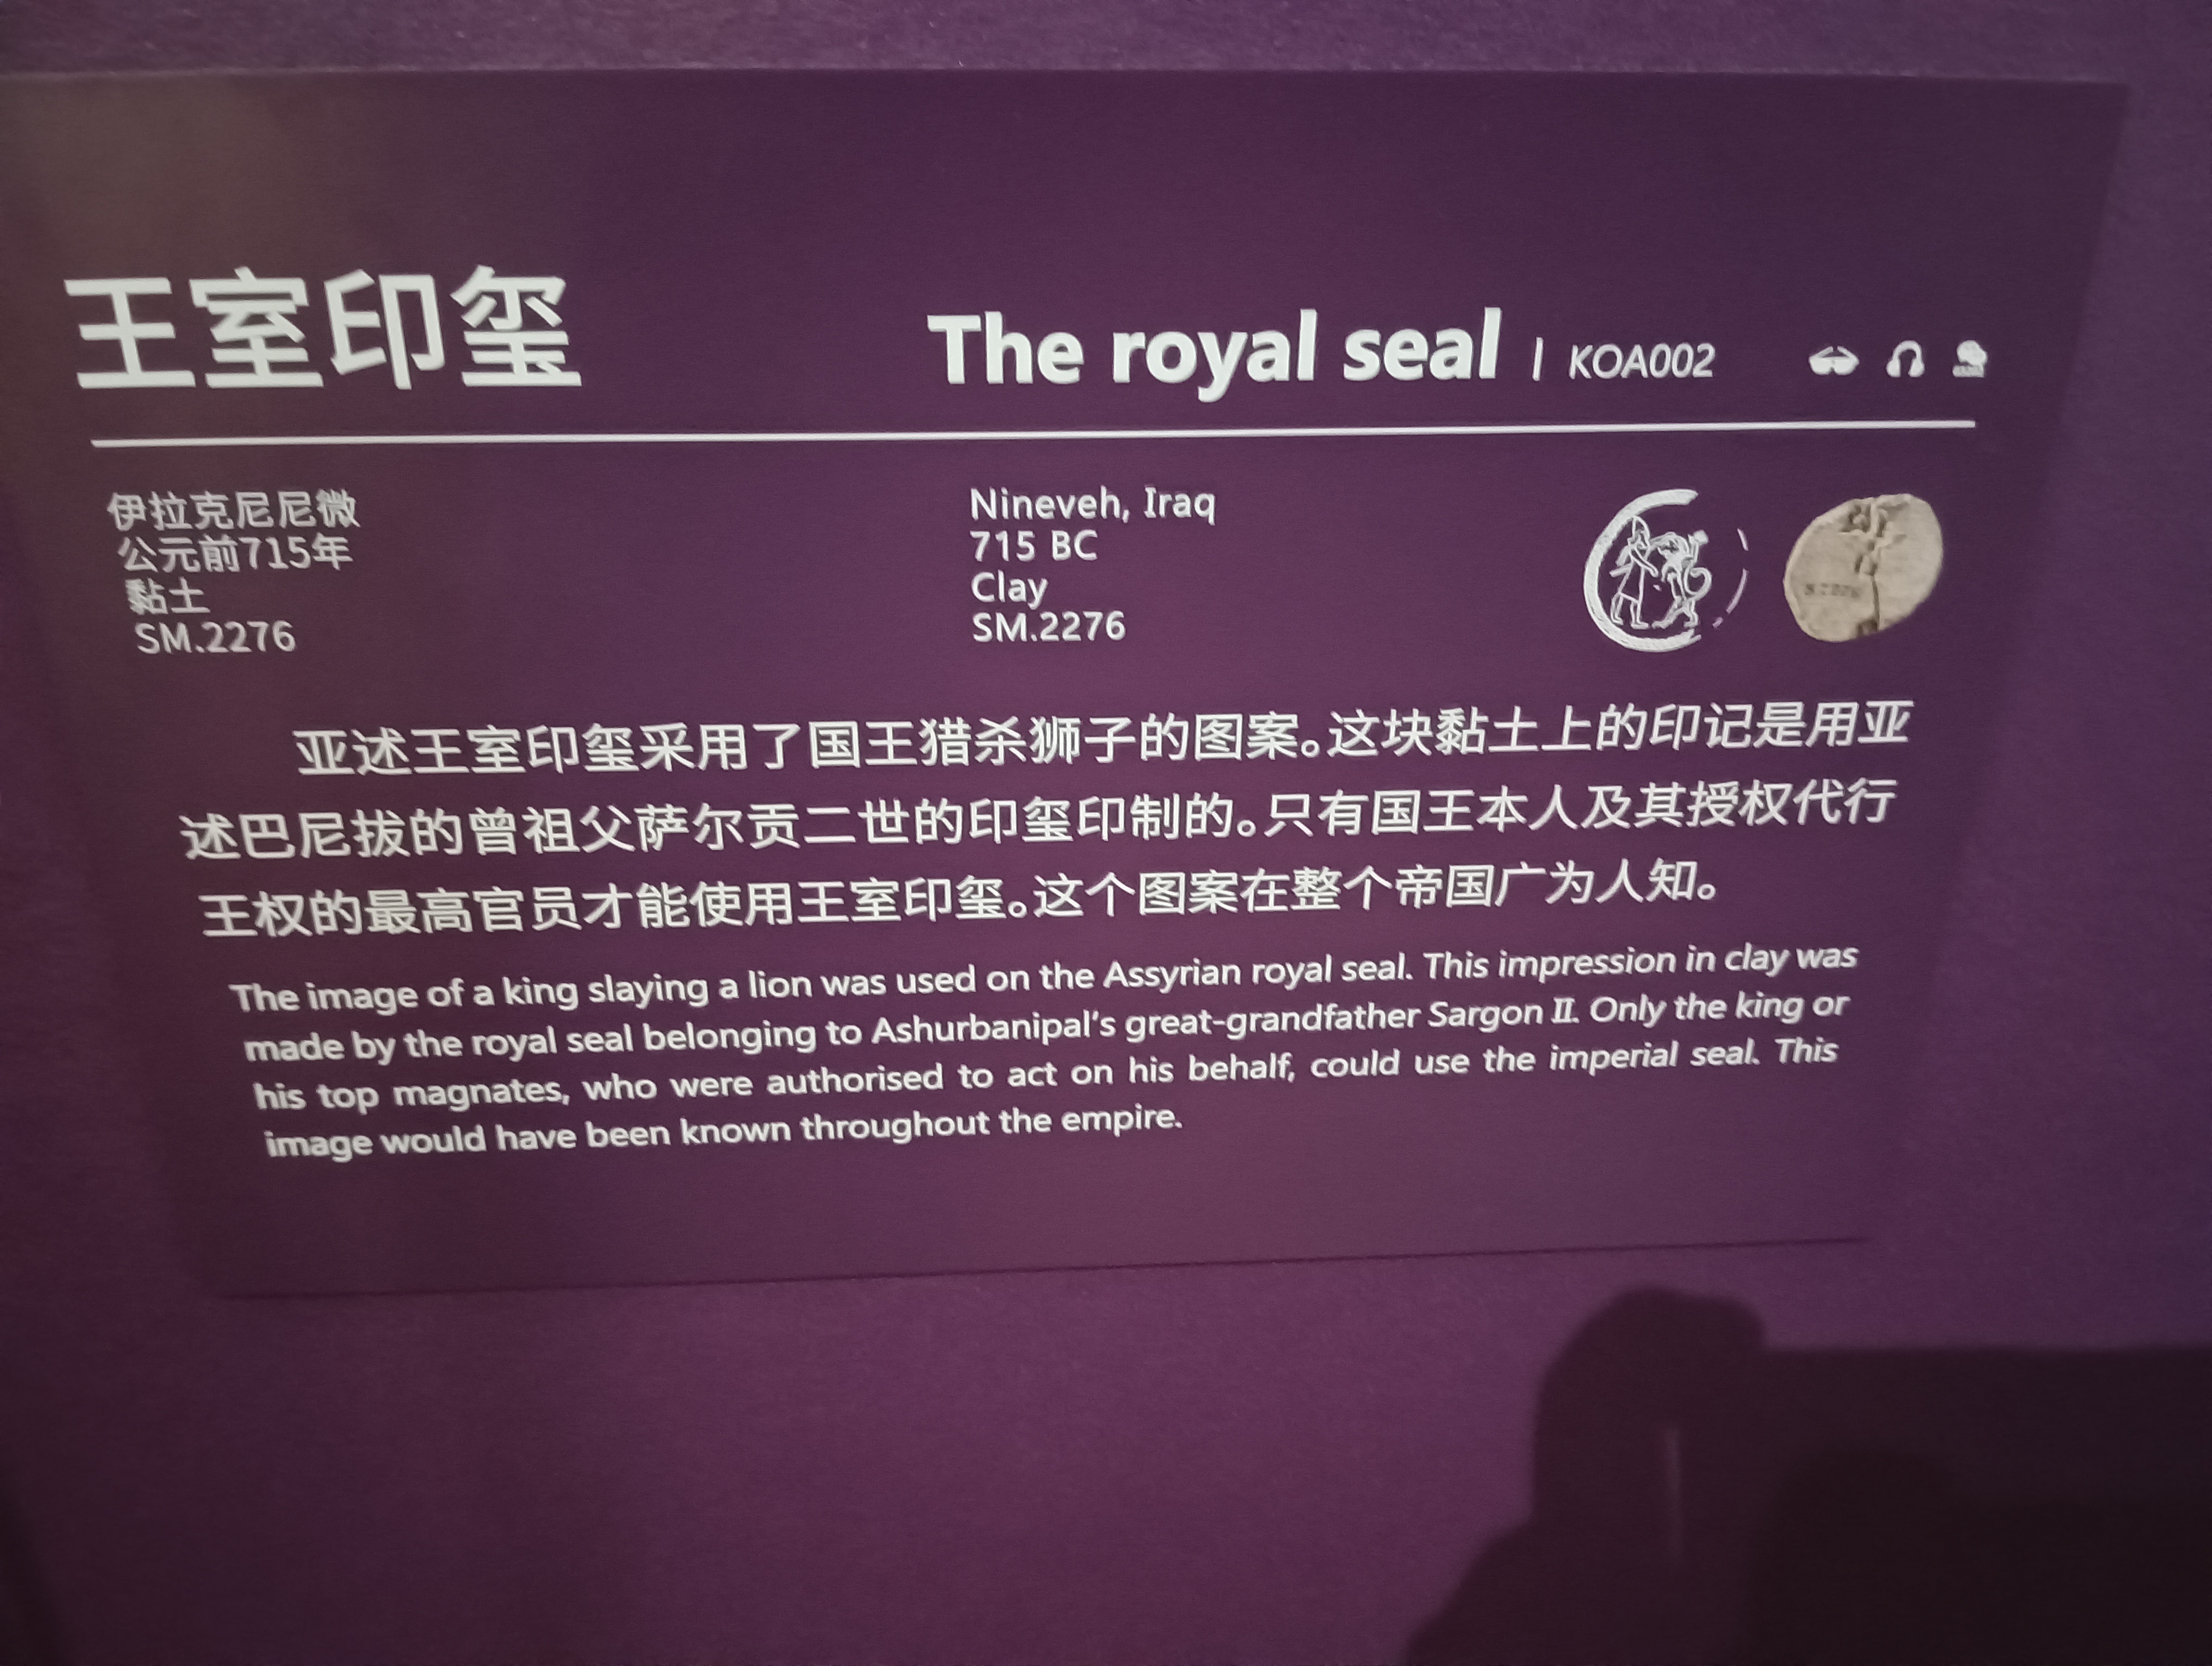 王室印玺
The royal seal | KOA002
伊拉克尼尼微
公元前715年
黏土
SM.2276
Nineveh, Iraq
715 BC
Clay
SM.2276
亚述王室印玺采用了国王猎杀狮子的图案。这块黏土上的印记是用亚
述巴尼拔的曾祖父萨尔贡二世的印玺印制的。只有国王本人及其授权代行
王权的最高官员才能使用王室印玺。这个图案在整个帝国广为人知。
The image of a king slaying a lion was used on the Assyrian royal seal. This impression in clay was
made by the royal seal belonging to Ashurbanipal's great-grandfather Sargon II. Only the king or
his top magnates, who were authorised to act on his behalf, could use the imperial seal. This
image would have been known throughout the empire.